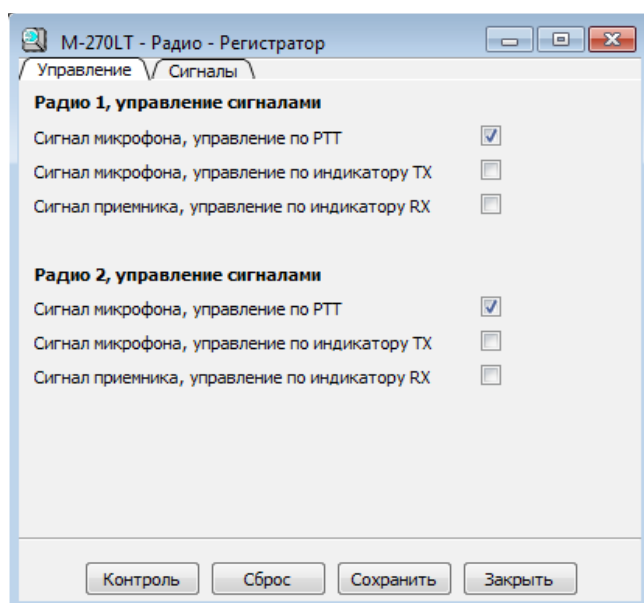 M-270LT - Радио - Регистратор
Управление Сигналы
Радио 1, управление сигналами
Сигнал микрофона, управление по PTT
Сигнал микрофона, управление по индикатору TX
Сигнал приемника, управление по индикатору RX
Радио 2, управление сигналами
Сигнал микрофона, управление по PTT
Сигнал микрофона, управление по индикатору TX
Сигнал приемника, управление по индикатору RX
Контроль Сброс Сохранить Закрыть